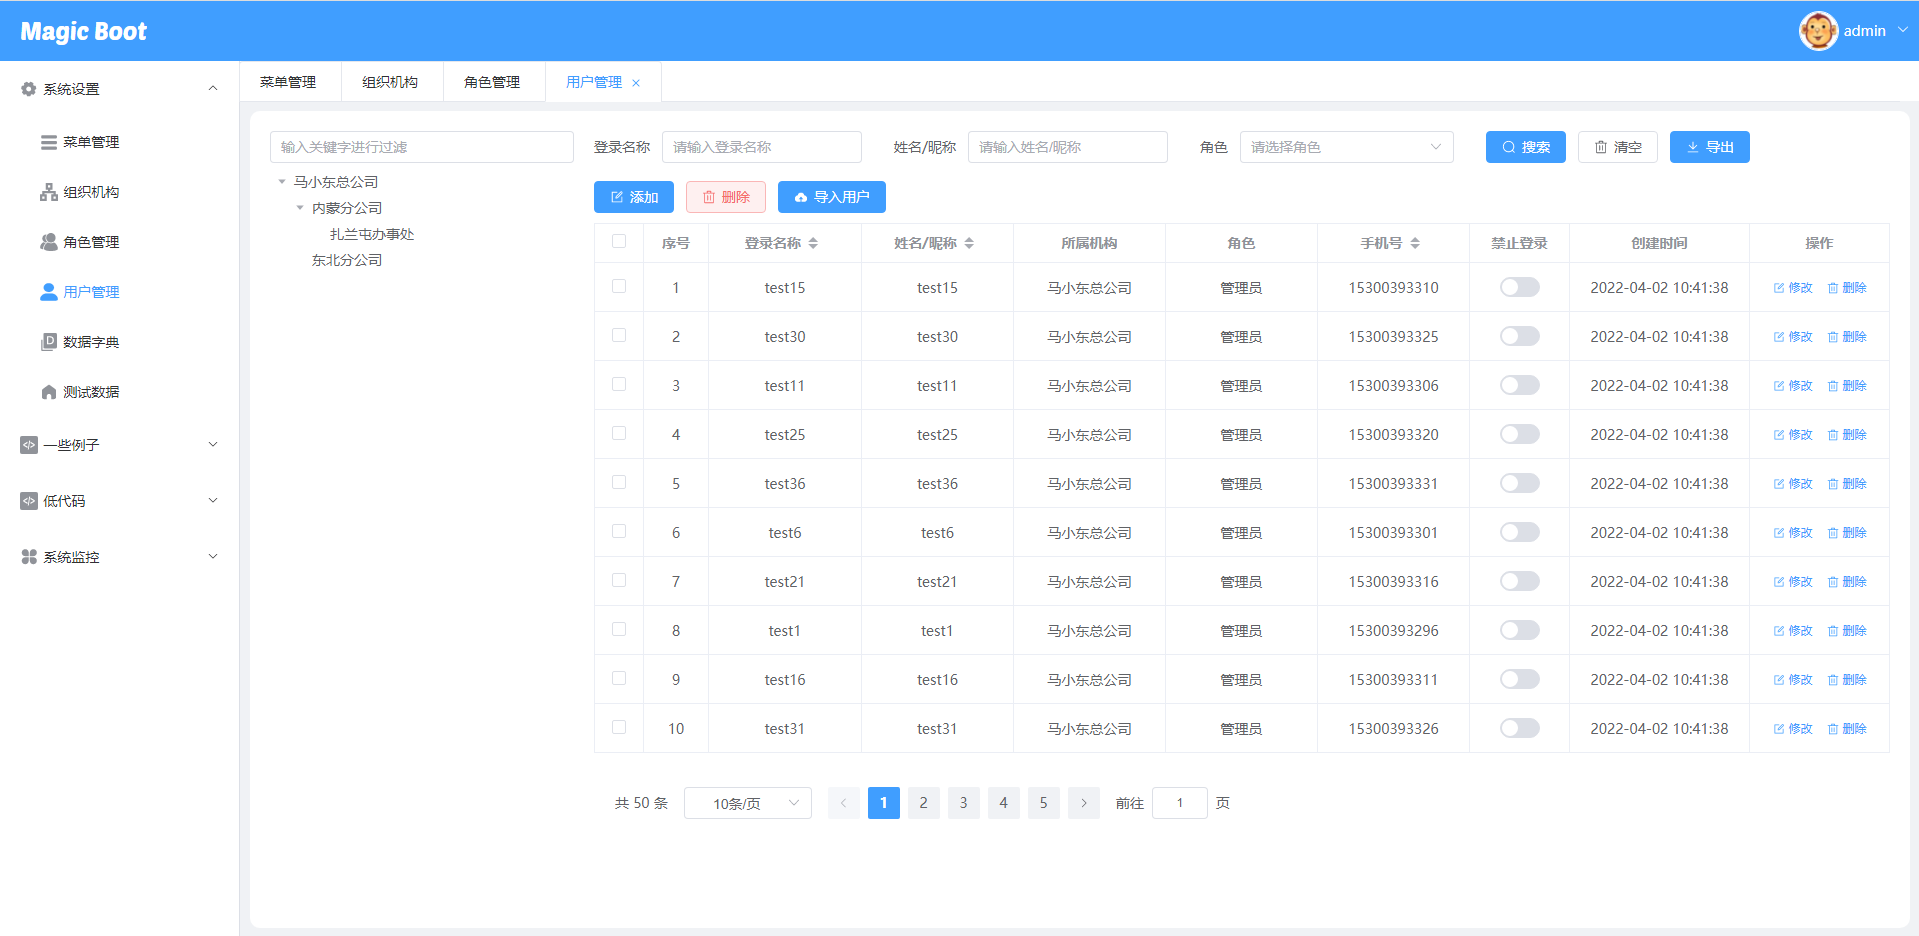 Magic Boot
admin
系统设置
菜单管理
组织机构
角色管理
用户管理
数据字典
测试数据
一些例子
低代码
系统监控
菜单管理 组织机构 角色管理 用户管理
输入关键字进行过滤
马小东总公司
内蒙分公司
扎兰屯办事处
东北分公司
登录名称 请输入登录名称 姓名/昵称 请输入姓名/昵称 角色 请选择角色 搜索 清空 导出
添加 删除 导入用户
序号 登录名称 姓名/昵称 所属机构 角色 手机号 禁止登录 创建时间 操作
1 test15 test15 马小东总公司 管理员 15300393310 2022-04-02 10:41:38 修改 删除
2 test30 test30 马小东总公司 管理员 15300393325 2022-04-02 10:41:38 修改 删除
3 test11 test11 马小东总公司 管理员 15300393306 2022-04-02 10:41:38 修改 删除
4 test25 test25 马小东总公司 管理员 15300393320 2022-04-02 10:41:38 修改 删除
5 test36 test36 马小东总公司 管理员 15300393331 2022-04-02 10:41:38 修改 删除
6 test6 test6 马小东总公司 管理员 15300393301 2022-04-02 10:41:38 修改 删除
7 test21 test21 马小东总公司 管理员 15300393316 2022-04-02 10:41:38 修改 删除
8 test1 test1 马小东总公司 管理员 15300393296 2022-04-02 10:41:38 修改 删除
9 test16 test16 马小东总公司 管理员 15300393311 2022-04-02 10:41:38 修改 删除
10 test31 test31 马小东总公司 管理员 15300393326 2022-04-02 10:41:38 修改 删除
共 50 条 10条/页 1 2 3 4 5 前往 1 页